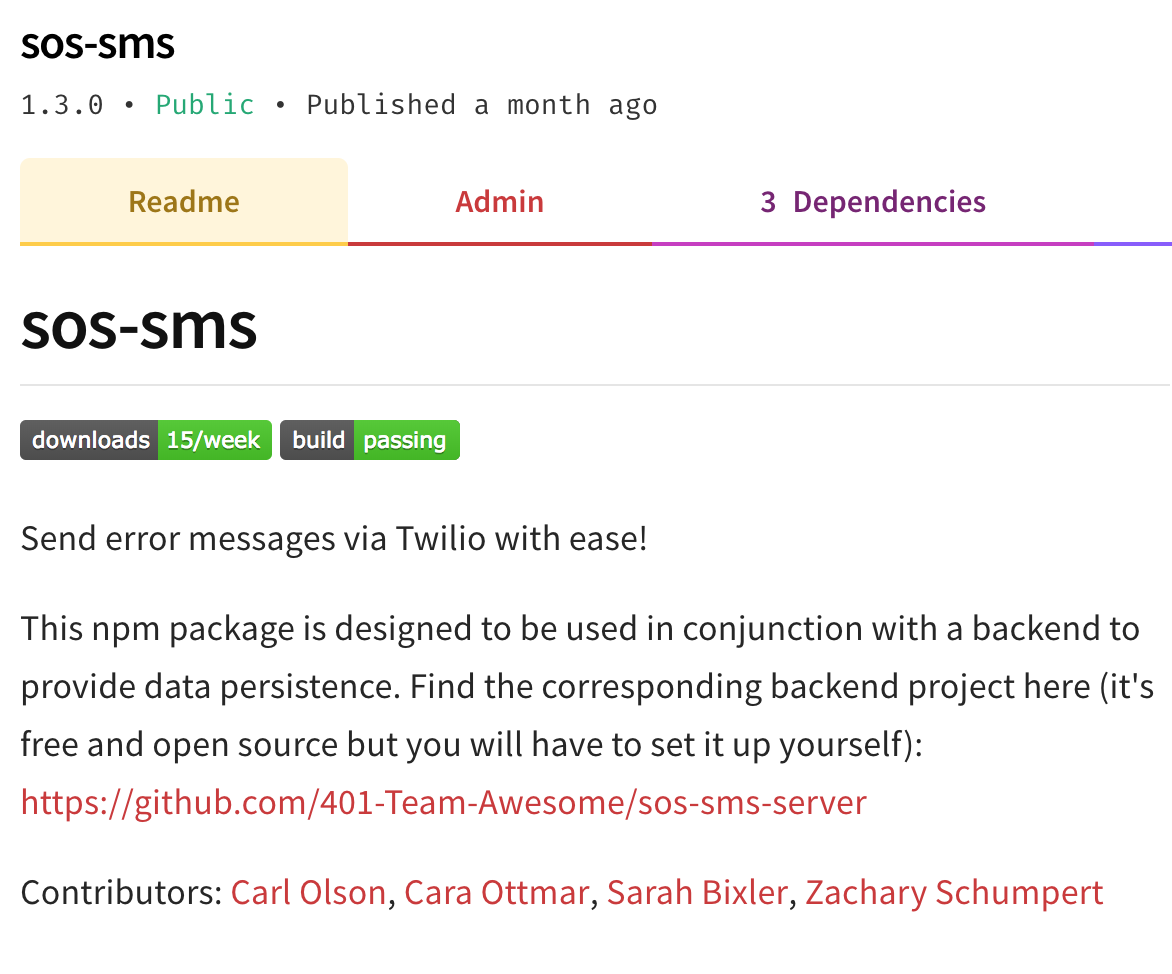 sos-sms
1.3.0 • Public • Published a month ago
Readme
Admin
3 Dependencies
sos-sms
downloads 15/week build passing
Send error messages via Twilio with ease!
This npm package is designed to be used in conjunction with a backend to
provide data persistence. Find the corresponding backend project here (it's
free and open source but you will have to set it up yourself):
https://github.com/401-Team-Awesome/sos-sms-server
Contributors: Carl Olson, Cara Ottmar, Sarah Bixler, Zachary Schumpert